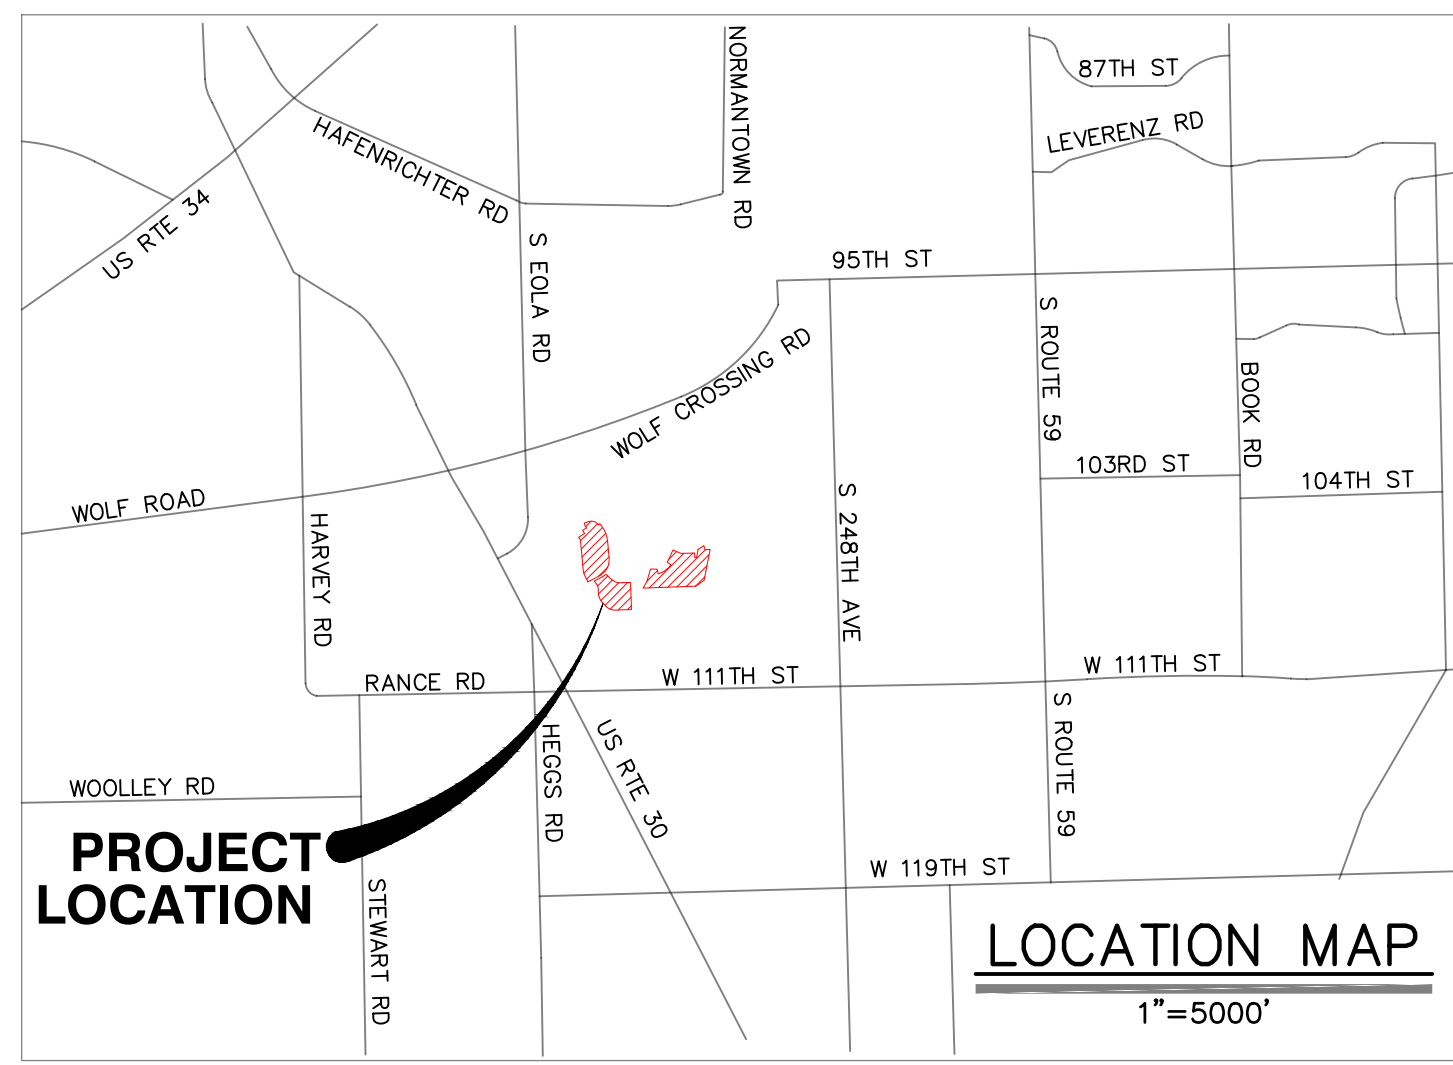 NORMANTOWN RD
87TH ST
LEVERENZ RD
HAFENRICHTER RD
US RTE 34
S EOLA RD
95TH ST
S ROUTE 59
WOLF CROSSING RD
BOOK RD
103RD ST
104TH ST
WOLF ROAD
HARVEY RD
S 248TH AVE
RANCE RD
W 111TH ST
W 111TH ST
HEGGS RD
US RTE 30
S ROUTE 59
WOOLLEY RD
PROJECT
LOCATION
W 119TH ST
STEWART RD
LOCATION MAP
1"=5000'